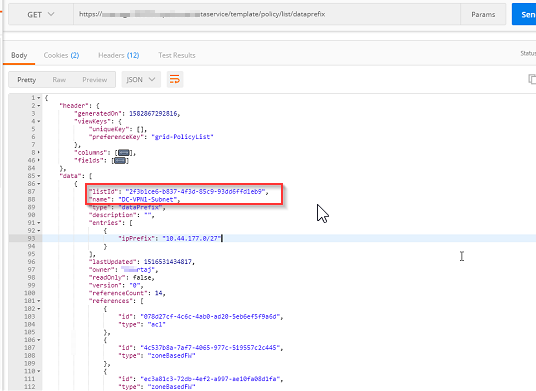 GET https:// taservice/template/policy/list/dataprefix Params Sen
Body Cookies (2) Headers (12) Test Results Status
Pretty Raw Preview JSON
1 {
2 "header": {
3 "generatedOn": 1582867292816,
4 "viewKeys": {
5 "uniqueKey": [],
6 "preferenceKey": "grid-PolicyList"
7 },
8 "columns": [
46 "fields": [
84 },
85 "data": [
86 {
87 "listId": "2f3b1ce6-b837-4f3d-85c9-93dd6ffd1eb9",
88 "name": "DC-VPN1-Subnet",
89 "type": "dataPrefix",
90 "description": "",
91 "entries": [
92 {
93 "ipPrefix": "10.44.177.0/27"
94 }
95 ],
96 "lastUpdated": 1516531434817,
97 "owner": " rtaj",
98 "readOnly": false,
99 "version": "0",
100 "referenceCount": 14,
101 "references": [
102 {
103 "id": "078d27cf-4c6c-4ab0-ad20-5eb6ef5f9a6d",
104 "type": "acl"
105 },
106 {
107 "id": "4c537b8a-7af7-4065-977c-519557c2c445",
108 "type": "zoneBasedFW"
109 },
110 {
111 "id": "ec3a81c3-72db-4ef2-a997-ae10fa08d1fa",
112 "type": "zoneBasedFW"